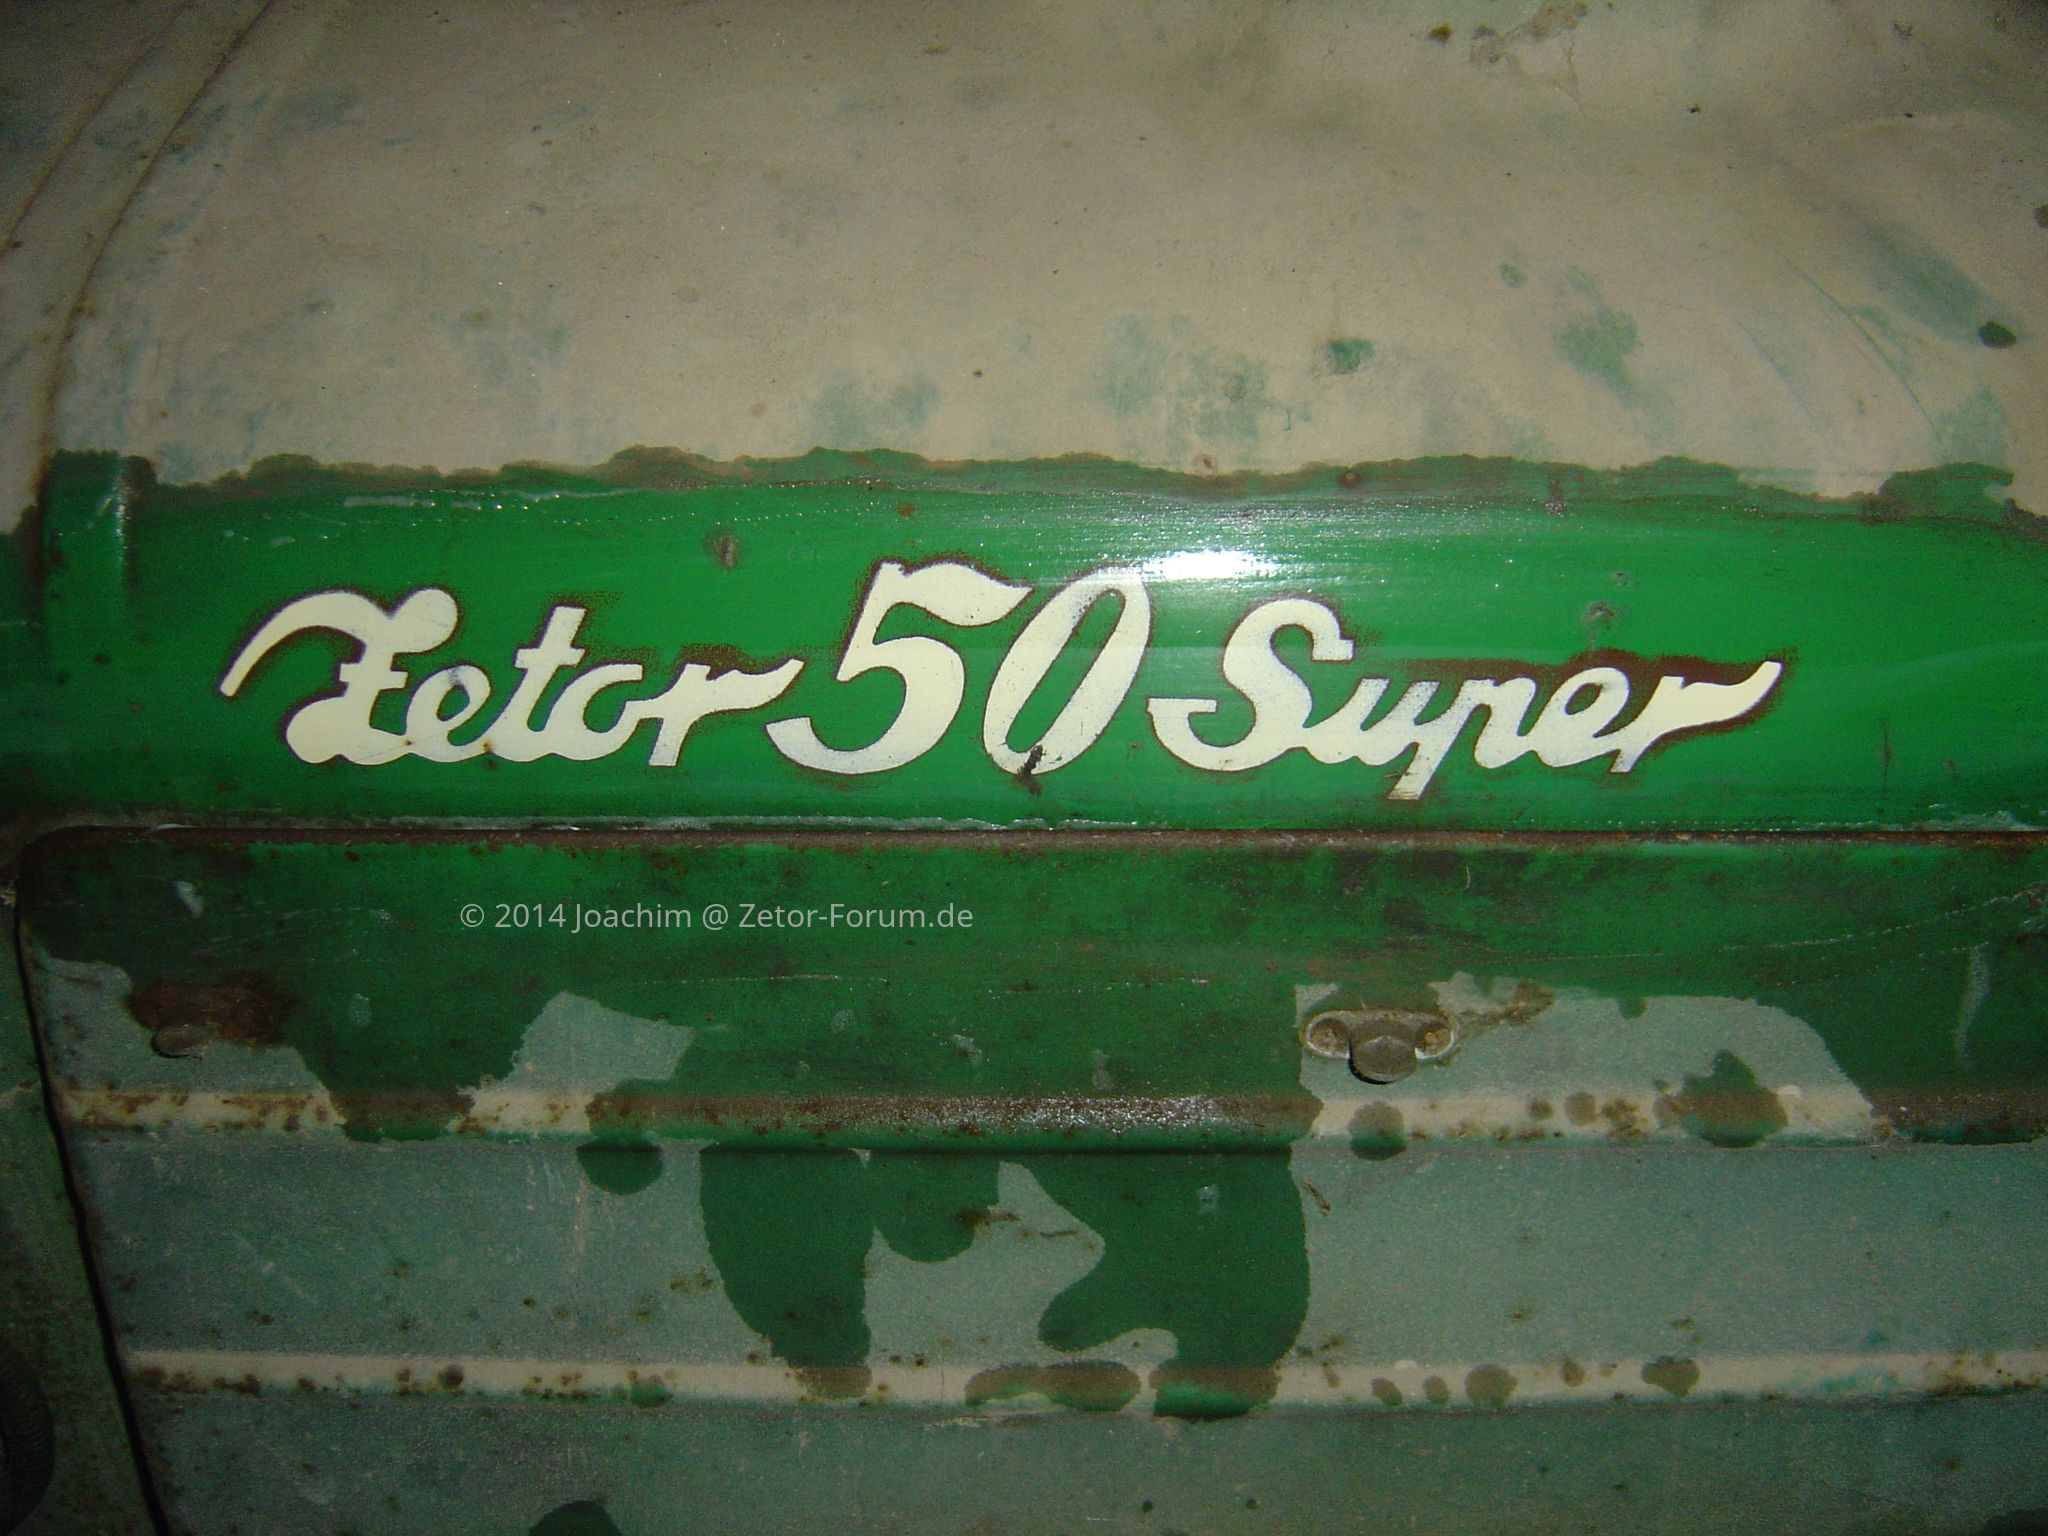 Zetor 50 Super
© 2014 Joachim @ Zetor-Forum.de